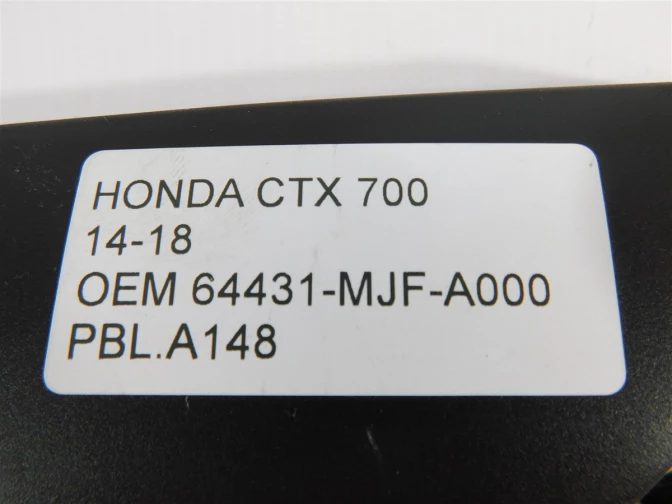 HONDA CTX 700
14-18
OEM 64431-MJF-A000
PBL.A148